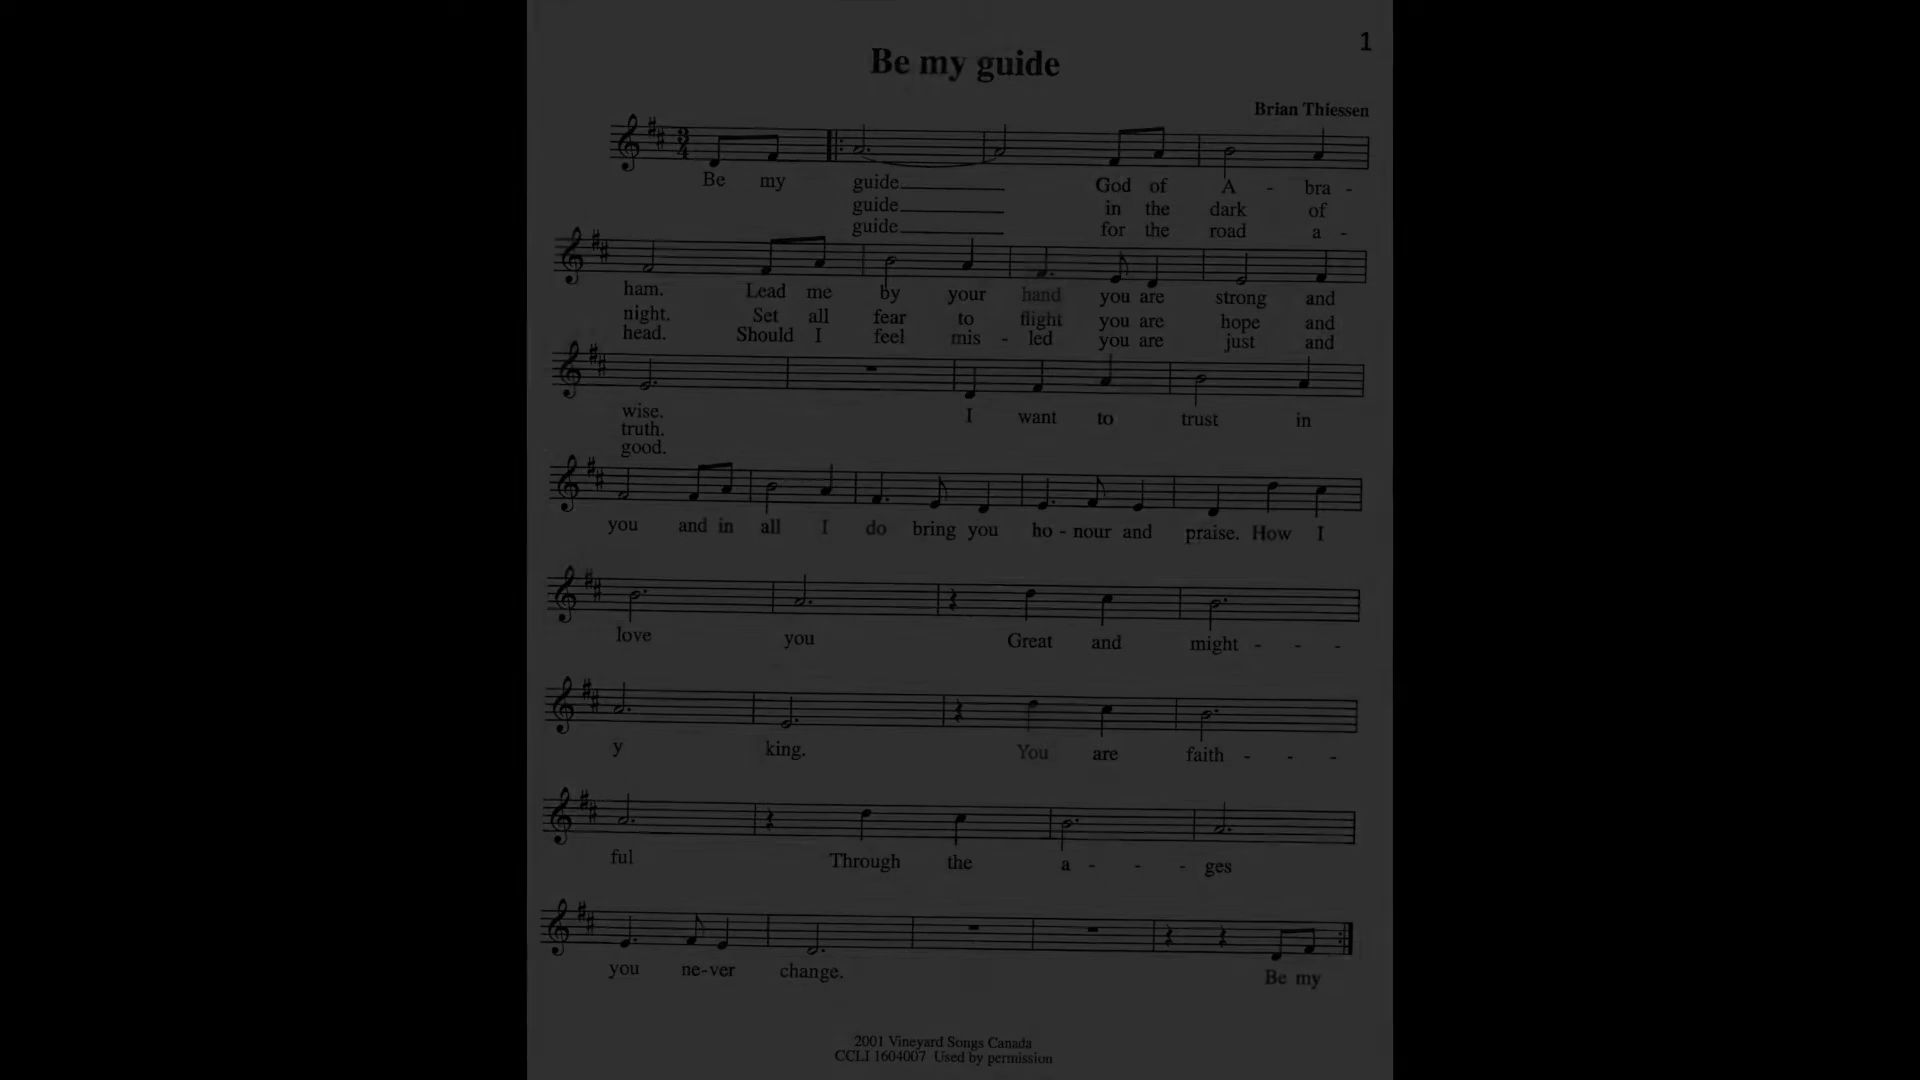 1
Be my guide
Brian Thiessen
3
4
Be my guide God of A - bra -
guide in the dark of
guide for the road a -
ham. Lead me by your hand you are strong and
night. Set all fear to flight you are hope and
head. Should I feel mis - led you are just and
wise. I want to trust in
truth.
good.
you and in all I do bring you ho - nour and praise. How I
love you Great and might - - -
y king. You are faith - - -
ful Through the a - - - ges
you ne-ver change. Be my
2001 Vineyard Songs Canada
CCLI 1604007 Used by permission